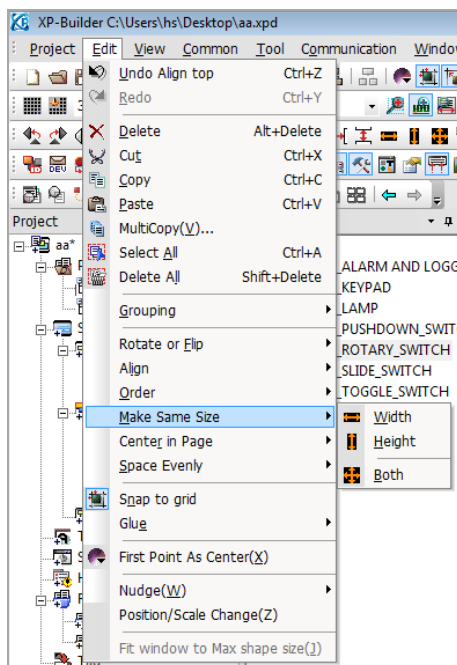 XP-Builder C:\Users\hs\Desktop\aa.xpd
Project Edit View Common Tool Communication Window
Undo Align top Ctrl+Z
Redo Ctrl+Y
Delete Alt+Delete
Cut Ctrl+X
DEV
Copy Ctrl+C
Paste Ctrl+V
Project
MultiCopy(V)...
aa*
Select All Ctrl+A
_ALARM AND LOGG
Delete All Shift+Delete
_KEYPAD
_LAMP
Grouping
_PUSHDOWN_SWIT
Rotate or Flip
_ROTARY_SWITCH
Align
_SLIDE_SWITCH
Order
_TOGGLE_SWITCH
Make Same Size
Width
Center in Page
Height
Space Evenly
Both
Snap to grid
Glue
First Point As Center(X)
Nudge(W)
Position/Scale Change(Z)
Fit window to Max shape size(J)